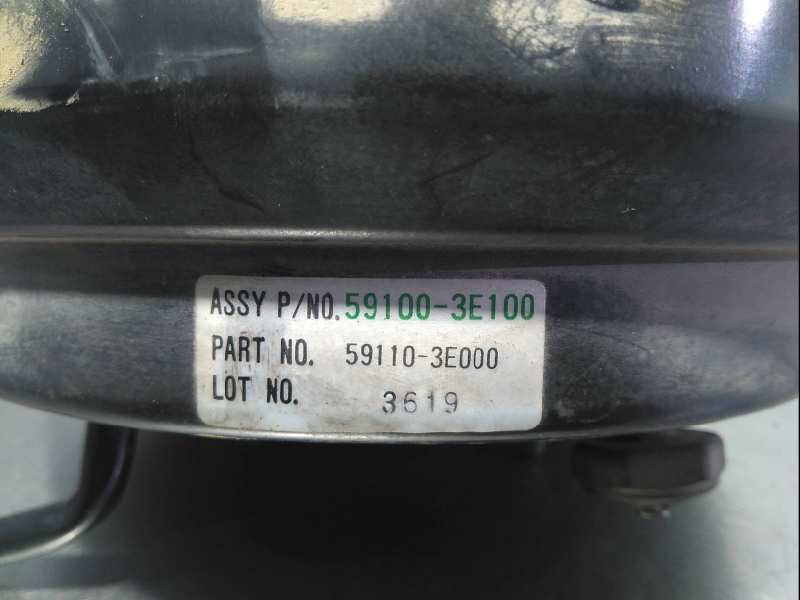 ASSY P/NO. 59100-3E100
PART NO. 59110-3E000
LOT NO. 3619